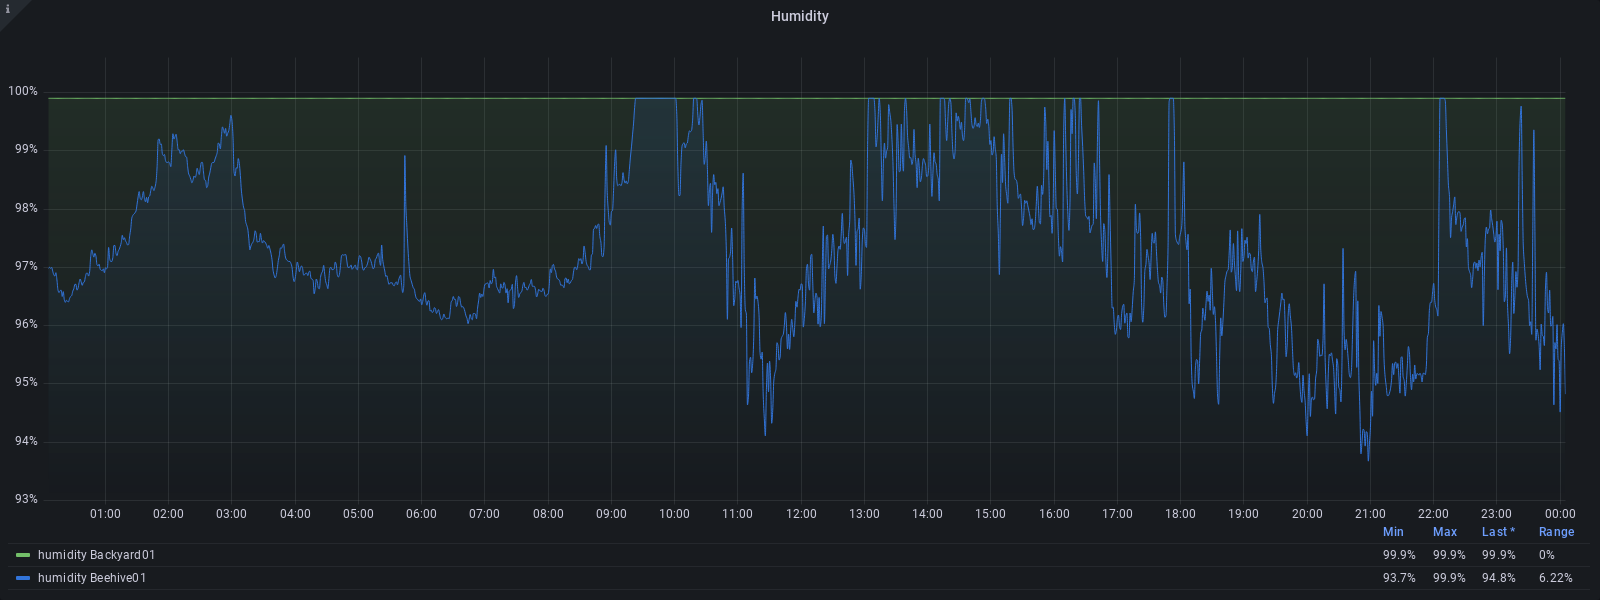 i
Humidity
100%
99%
98%
97%
96%
95%
94%
93%
01:00 02:00 03:00 04:00 05:00 06:00 07:00 08:00 09:00 10:00 11:00 12:00 13:00 14:00 15:00 16:00 17:00 18:00 19:00 20:00 21:00 22:00 23:00 00:00
Min Max Last * Range
humidity Backyard01 99.9% 99.9% 99.9% 0%
humidity Beehive01 93.7% 99.9% 94.8% 6.22%